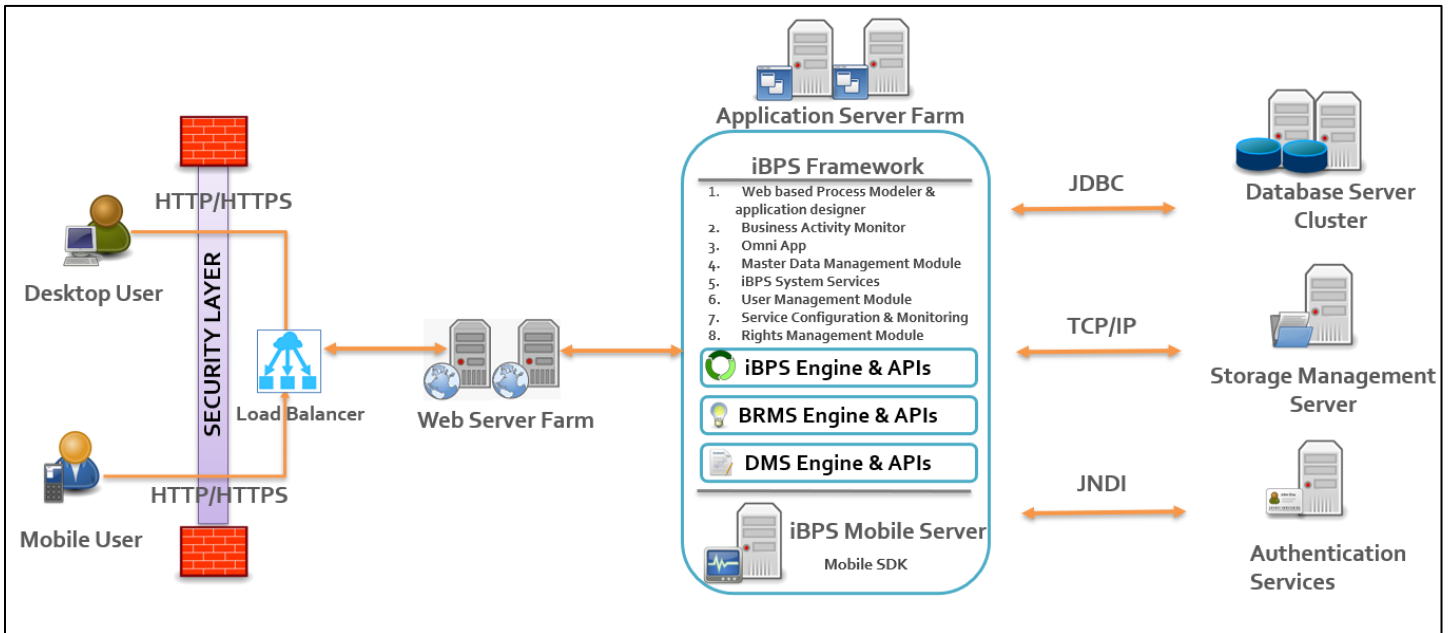 Application Server Farm
iBPS Framework
1. Web based Process Modeler &
application designer
2. Business Activity Monitor
3. Omni App
4. Master Data Management Module
5. iBPS System Services
6. User Management Module
7. Service Configuration & Monitoring
8. Rights Management Module
iBPS Engine & APIs
BRMS Engine & APIs
DMS Engine & APIs
iBPS Mobile Server
Mobile SDK
HTTP/HTTPS
Desktop User
SECURITY LAYER
Load Balancer
Web Server Farm
HTTP/HTTPS
Mobile User
JDBC
Database Server
Cluster
TCP/IP
Storage Management
Server
JNDI
Authentication
Services